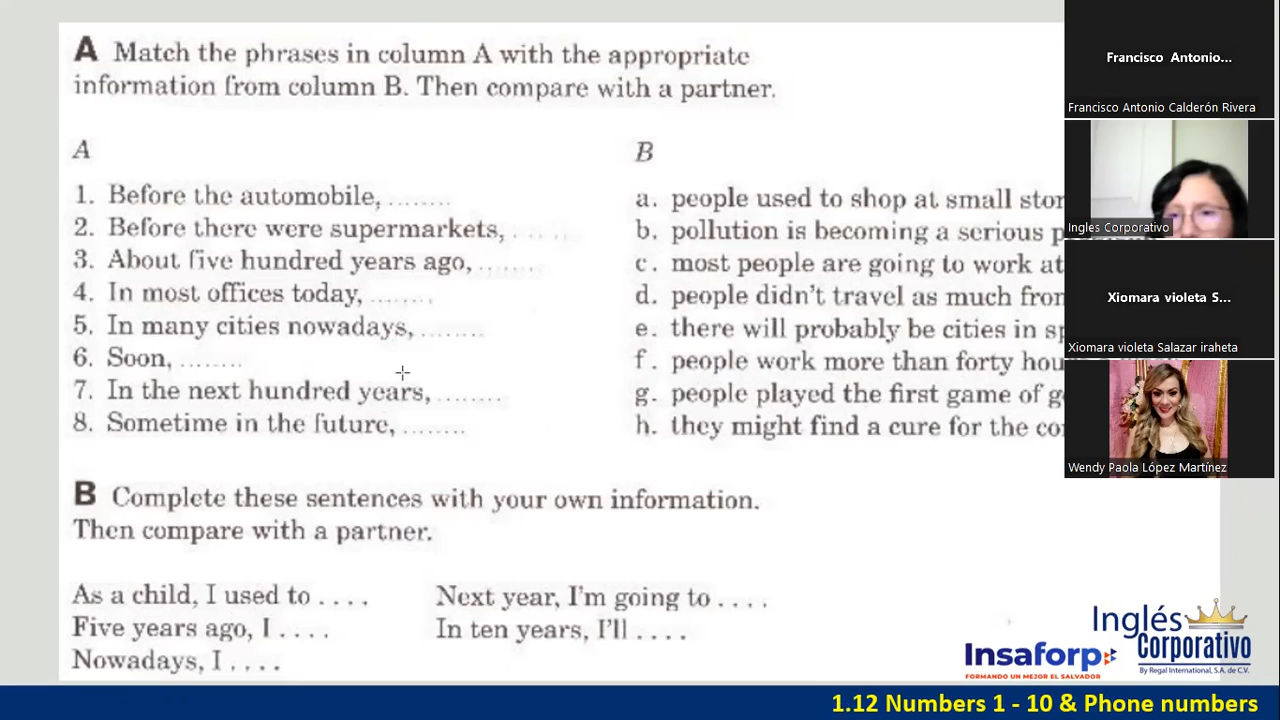 A Match the phrases in column A with the appropriate
information from column B. Then compare with a partner.
A
1. Before the automobile, ........
2. Before there were supermarkets, ........
3. About five hundred years ago, ........
4. In most offices today, ........
5. In many cities nowadays, ........
6. Soon, ........
7. In the next hundred years, ........
8. Sometime in the future, ........
B
a. people used to shop at small
b. pollution is becoming a serious
c. most people are going to work at
d. people didn't travel as much
e. there will probably be cities in
f. people work more than forty
g. people played the first game of
h. they might find a cure for the
B Complete these sentences with your own information.
Then compare with a partner.
As a child, I used to ....
Five years ago, I ....
Nowadays, I ....
Next year, I'm going to ....
In ten years, I'll ....
Francisco Antonio...
Francisco Antonio Calderón Rivera
Ingles Corporativo
Xiomara violeta S...
Xiomara violeta Salazar iraheta
Wendy Paola López Martínez
Insaforp
FORMANDO UN MEJOR EL SALVADOR
Inglés
Corporativo
By Regal International, S.A. de C.V.
1.12 Numbers 1 - 10 & Phone numbers